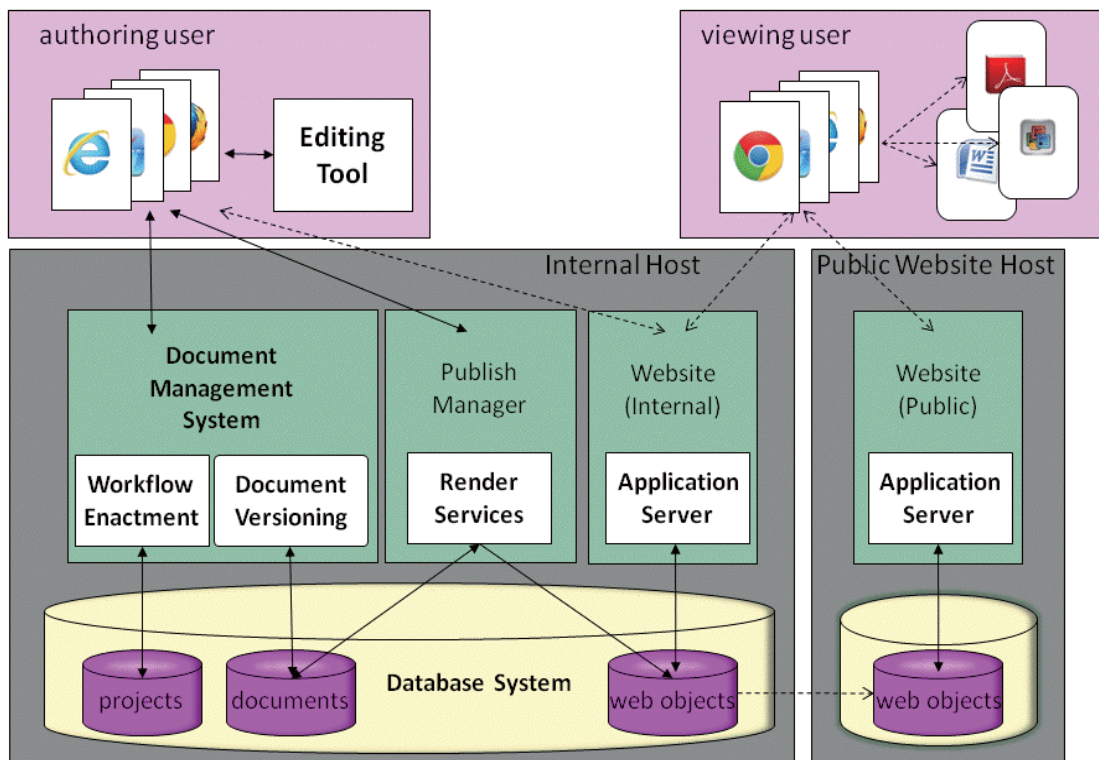 authoring user
viewing user
Editing
Tool
W
Internal Host
Public Website Host
Document
Management
System
Publish
Manager
Website
(Internal)
Website
(Public)
Workflow
Enactment
Document
Versioning
Render
Services
Application
Server
Application
Server
projects
documents
Database System
web objects
web objects